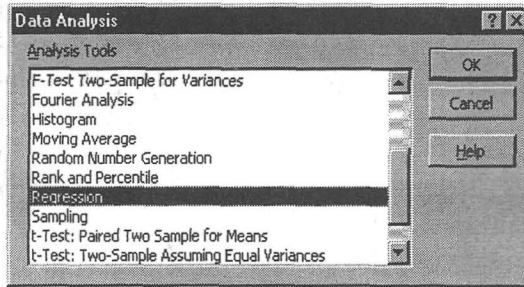 Data Analysis
Analysis Tools
F-Test Two-Sample for Variances
Fourier Analysis
Histogram
Moving Average
Random Number Generation
Rank and Percentile
Regression
Sampling
t-Test: Paired Two Sample for Means
t-Test: Two-Sample Assuming Equal Variances
OK
Cancel
Help